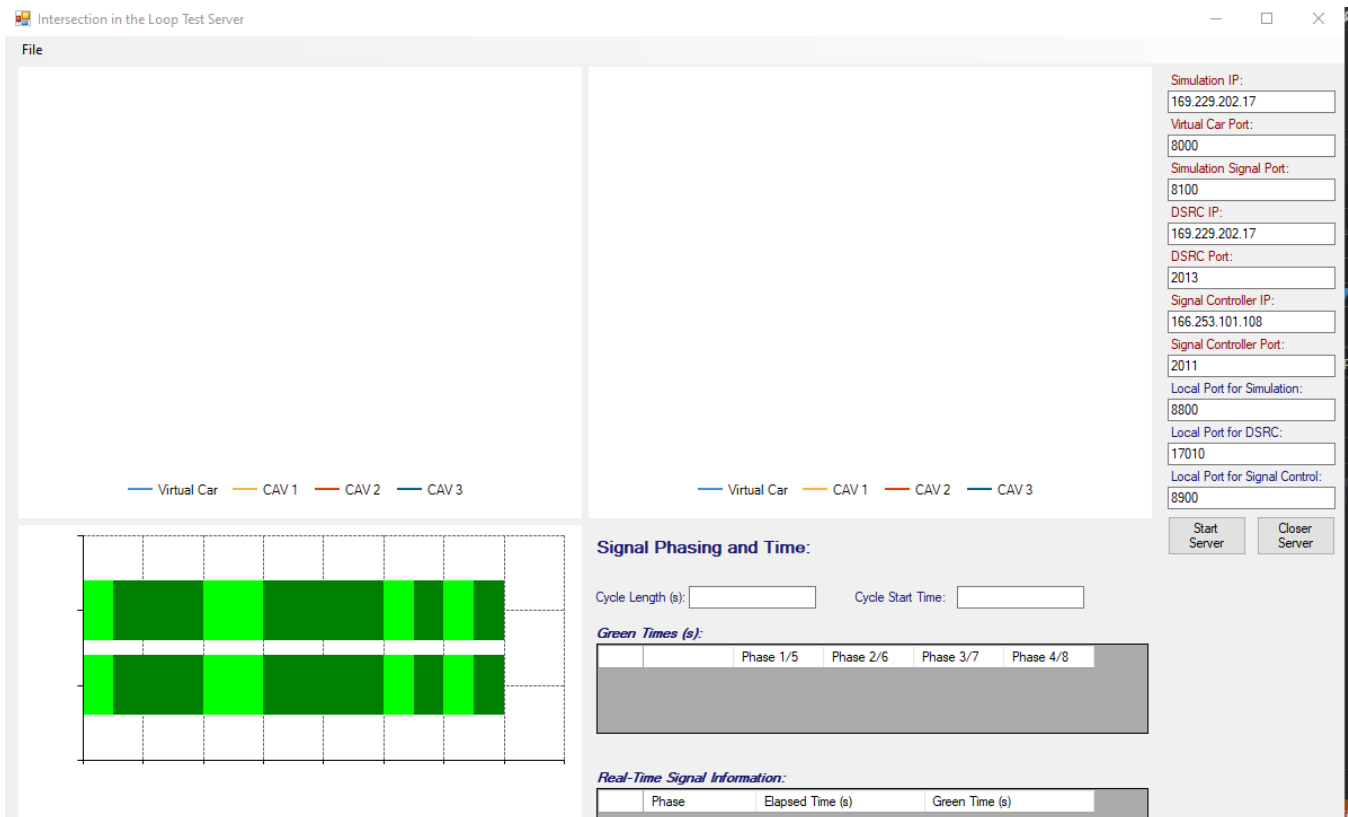 Intersection in the Loop Test Server
File
Virtual Car CAV 1 CAV 2 CAV 3
Virtual Car CAV 1 CAV 2 CAV 3
Simulation IP:
169.229.202.17
Virtual Car Port:
8000
Simulation Signal Port:
8100
DSRC IP:
169.229.202.17
DSRC Port:
2013
Signal Controller IP:
166.253.101.108
Signal Controller Port:
2011
Local Port for Simulation:
8800
Local Port for DSRC:
17010
Local Port for Signal Control:
8900
Start Server
Closer Server
Signal Phasing and Time:
Cycle Length (s): Cycle Start Time:
Green Times (s):
Phase 1/5 Phase 2/6 Phase 3/7 Phase 4/8
Real-Time Signal Information:
Phase Elapsed Time (s) Green Time (s)